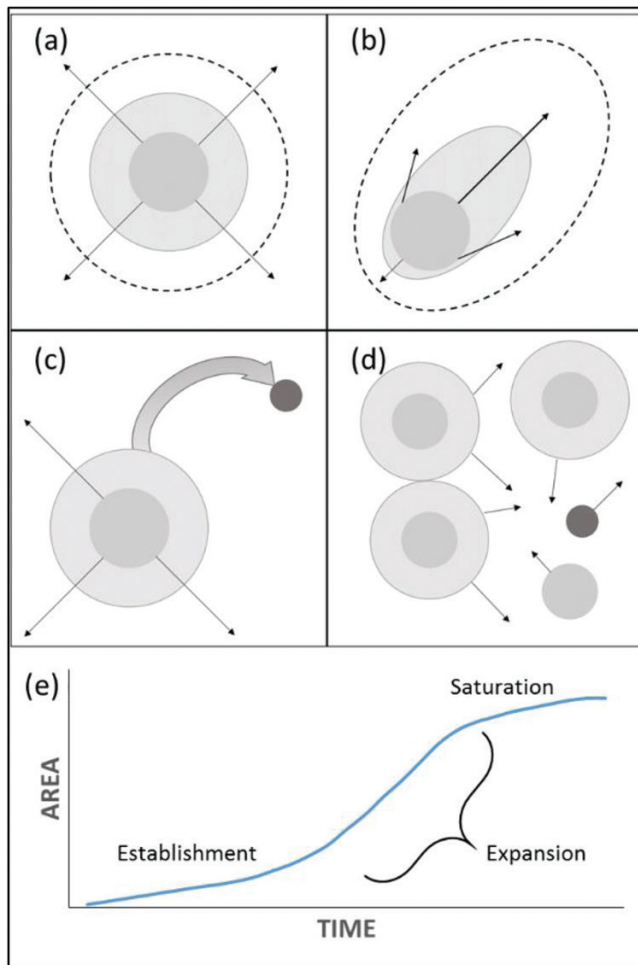 (a)
(b)
(c)
(d)
(e)
Saturation
AREA
Establishment
Expansion
TIME